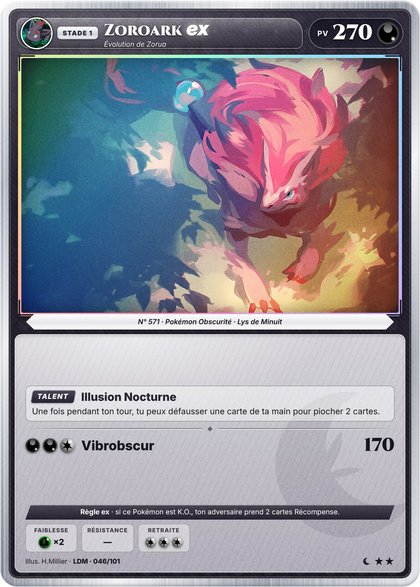 STADE 1 ZOROARK ex PV 270
Évolution de Zorua
N° 571 · Pokémon Obscurité · Lys de Minuit
TALENT Illusion Nocturne
Une fois pendant ton tour, tu peux défausser une carte de ta main pour piocher 2 cartes.
Vibrobscur 170
Règle ex · si ce Pokémon est K.O., ton adversaire prend 2 cartes Récompense.
FAIBLESSE RÉSISTANCE RETRAITE
×2 —
Illus. H.Millier · LDM · 046/101